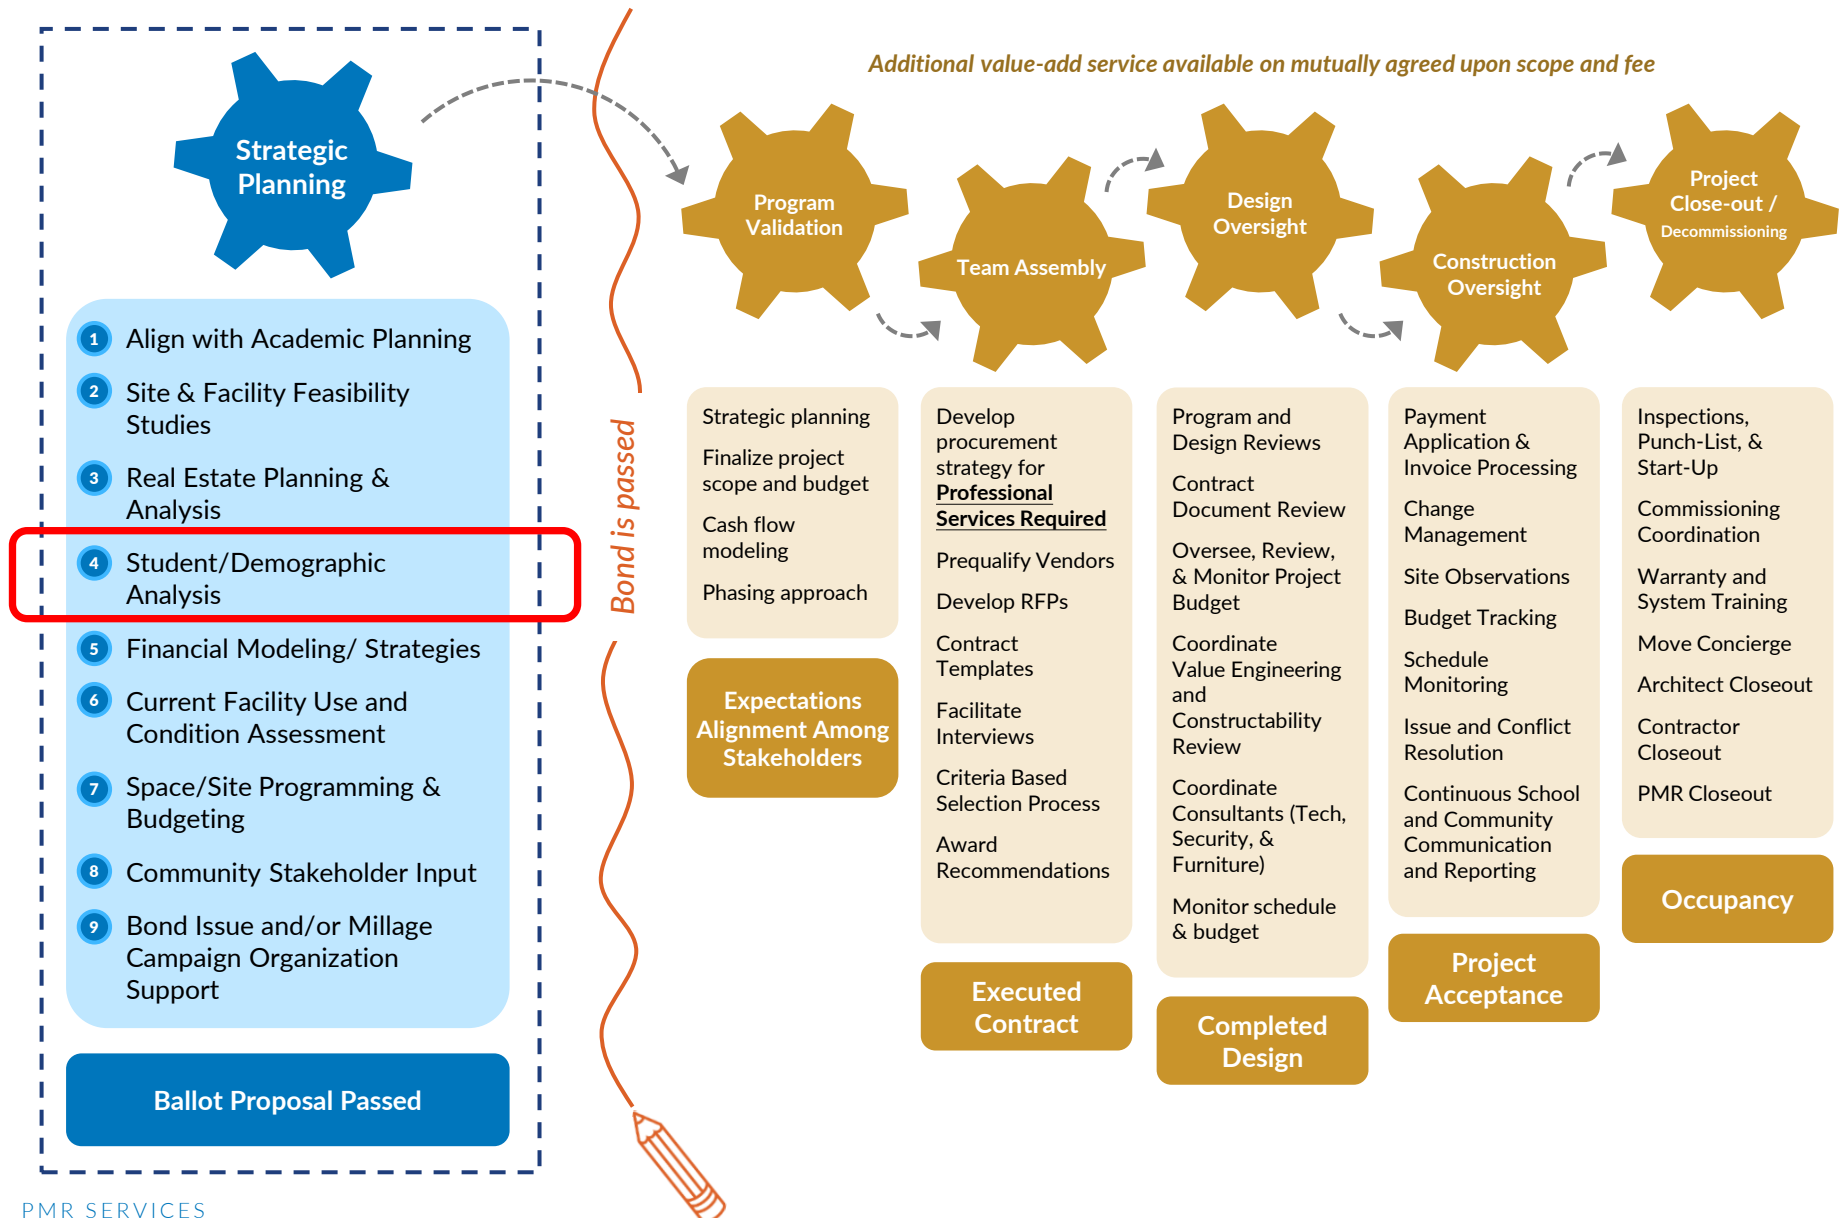 Additional value-add service available on mutually agreed upon scope and fee
Strategic
Planning
1 Align with Academic Planning
2 Site & Facility Feasibility
Studies
3 Real Estate Planning &
Analysis
4 Student/Demographic
Analysis
5 Financial Modeling/ Strategies
6 Current Facility Use and
Condition Assessment
7 Space/Site Programming &
Budgeting
8 Community Stakeholder Input
9 Bond Issue and/or Millage
Campaign Organization
Support
Ballot Proposal Passed
Bond is passed
Program
Validation
Strategic planning
Finalize project
scope and budget
Cash flow
modeling
Phasing approach
Expectations
Alignment Among
Stakeholders
Team Assembly
Develop
procurement
strategy for
Professional
Services Required
Prequalify Vendors
Develop RFPs
Contract
Templates
Facilitate
Interviews
Criteria Based
Selection Process
Award
Recommendations
Executed
Contract
Design
Oversight
Program and
Design Reviews
Contract
Document Review
Oversee, Review,
& Monitor Project
Budget
Coordinate
Value Engineering
and
Constructability
Review
Coordinate
Consultants (Tech,
Security, &
Furniture)
Monitor schedule
& budget
Completed
Design
Construction
Oversight
Payment
Application &
Invoice Processing
Change
Management
Site Observations
Budget Tracking
Schedule
Monitoring
Issue and Conflict
Resolution
Continuous School
and Community
Communication
and Reporting
Project
Acceptance
Project
Close-out /
Decommissioning
Inspections,
Punch-List, &
Start-Up
Commissioning
Coordination
Warranty and
System Training
Move Concierge
Architect Closeout
Contractor
Closeout
PMR Closeout
Occupancy
PMR SERVICES